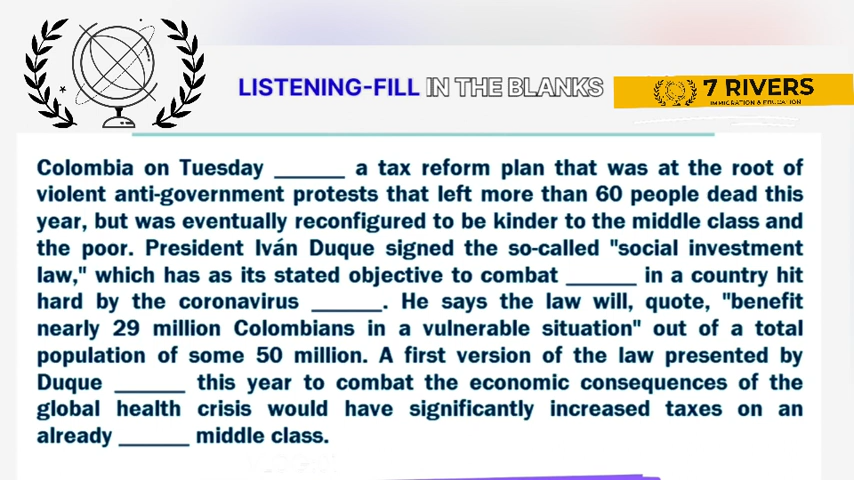 LISTENING-FILL IN THE BLANKS
7 RIVERS
IMMIGRATION & EDUCATION
Colombia on Tuesday ______ a tax reform plan that was at the root of
violent anti-government protests that left more than 60 people dead this
year, but was eventually reconfigured to be kinder to the middle class and
the poor. President Iván Duque signed the so-called "social investment
law," which has as its stated objective to combat ______ in a country hit
hard by the coronavirus ______. He says the law will, quote, "benefit
nearly 29 million Colombians in a vulnerable situation" out of a total
population of some 50 million. A first version of the law presented by
Duque ______ this year to combat the economic consequences of the
global health crisis would have significantly increased taxes on an
already ______ middle class.